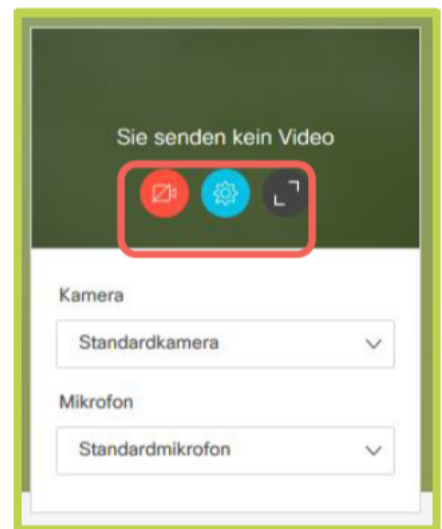 Sie senden kein Video
Kamera
Standardkamera
Mikrofon
Standardmikrofon